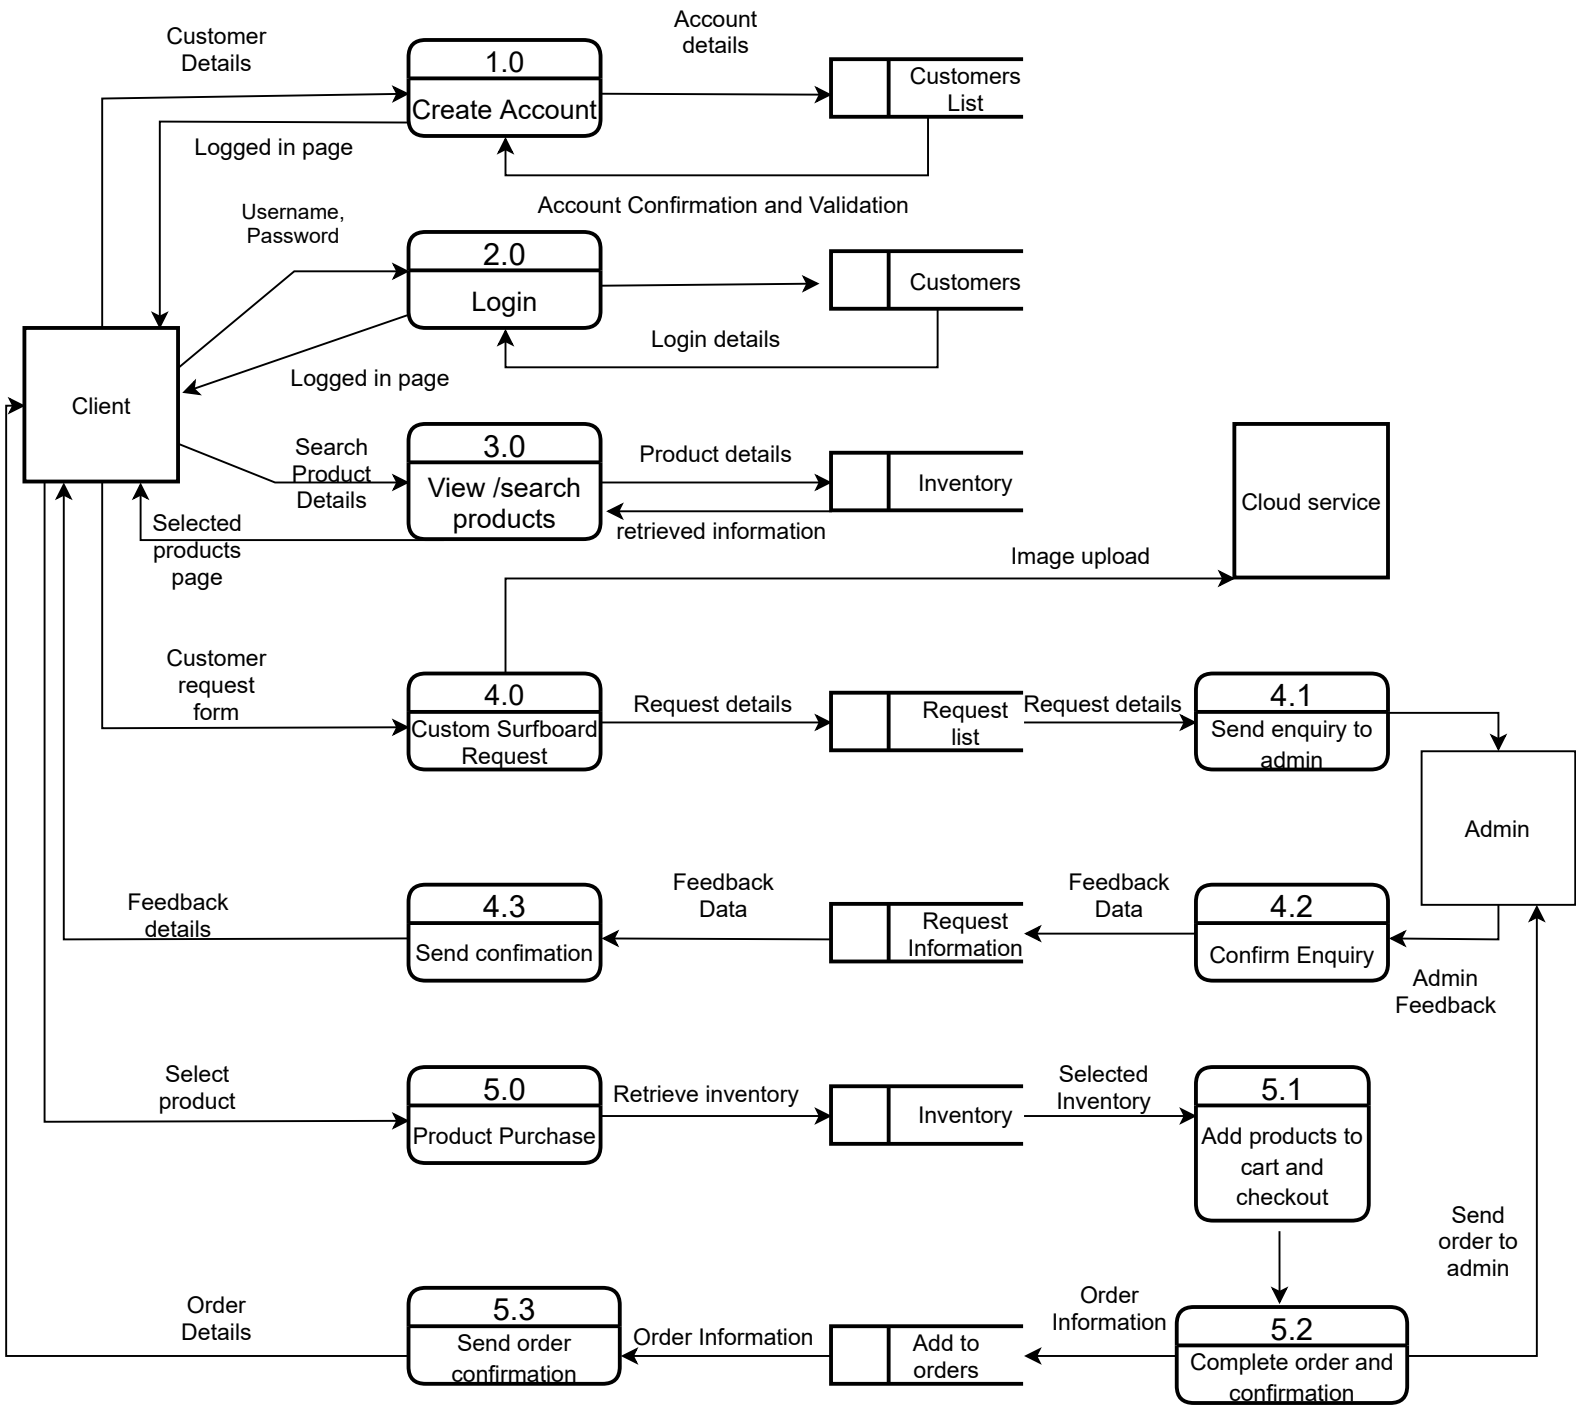 Customer
Details
1.0
Create Account
Account
details
Customers
List
Logged in page
Account Confirmation and Validation
Username,
Password
2.0
Login
Customers
Login details
Logged in page
Client
Search
Product
Details
3.0
View /search
products
Product details
Inventory
retrieved information
Selected
products
page
Cloud service
Image upload
Customer
request
form
4.0
Custom Surfboard
Request
Request details
Request
list
Request details
4.1
Send enquiry to
admin
Admin
Feedback
details
4.3
Send confimation
Feedback
Data
Request
Information
Feedback
Data
4.2
Confirm Enquiry
Admin
Feedback
Select
product
5.0
Product Purchase
Retrieve inventory
Inventory
Selected
Inventory
5.1
Add products to
cart and
checkout
Send
order to
admin
Order
Details
5.3
Send order
confirmation
Order Information
Add to
orders
Order
Information
5.2
Complete order and
confirmation